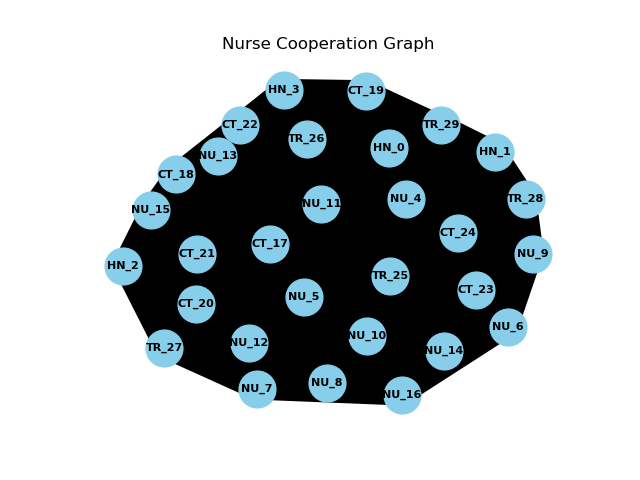 Nurse Cooperation Graph
HN_3
CT_19
CT_22
TR_29
TR_26
HN_0
HN_1
NU_13
CT_18
TR_28
NU_4
NU_11
NU_15
CT_24
CT_17
CT_21
NU_9
HN_2
TR_25
CT_23
NU_5
CT_20
NU_6
NU_10
NU_12
TR_27
NU_14
NU_8
NU_7
NU_16